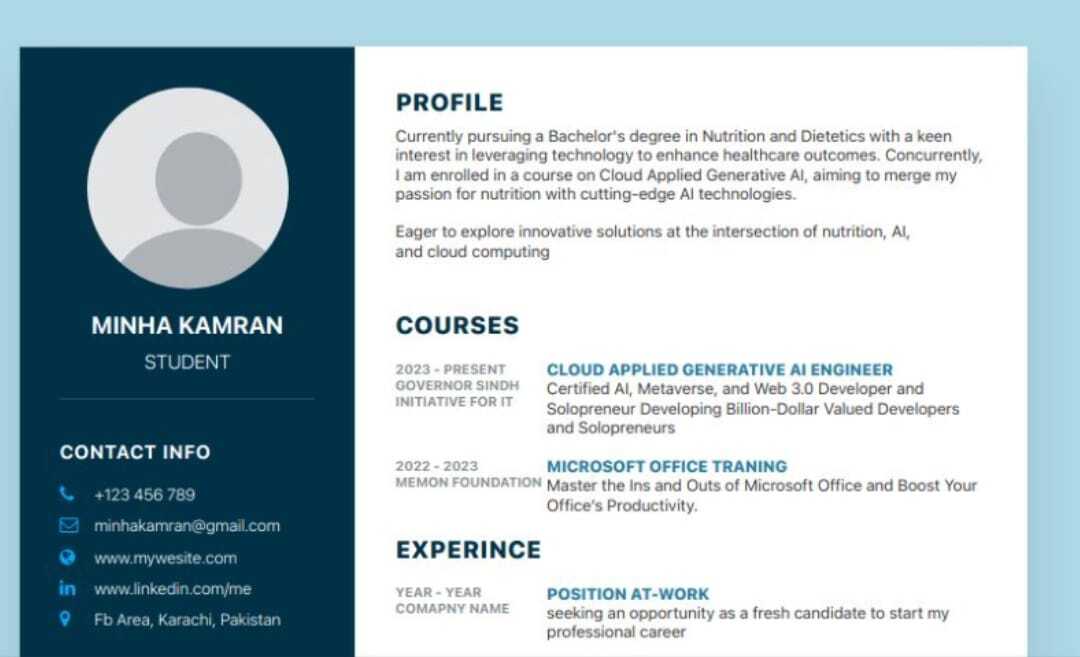 MINHA KAMRAN
STUDENT
CONTACT INFO
+123 456 789
minhakamran@gmail.com
www.mywesite.com
www.linkedin.com/me
Fb Area, Karachi, Pakistan
PROFILE
Currently pursuing a Bachelor's degree in Nutrition and Dietetics with a keen
interest in leveraging technology to enhance healthcare outcomes. Concurrently,
I am enrolled in a course on Cloud Applied Generative AI, aiming to merge my
passion for nutrition with cutting-edge AI technologies.
Eager to explore innovative solutions at the intersection of nutrition, AI,
and cloud computing
COURSES
2023 - PRESENT
GOVERNOR SINDH
INITIATIVE FOR IT
CLOUD APPLIED GENERATIVE AI ENGINEER
Certified AI, Metaverse, and Web 3.0 Developer and
Solopreneur Developing Billion-Dollar Valued Developers
and Solopreneurs
2022 - 2023
MEMON FOUNDATION
MICROSOFT OFFICE TRANING
Master the Ins and Outs of Microsoft Office and Boost Your
Office's Productivity.
EXPERINCE
YEAR - YEAR
COMAPNY NAME
POSITION AT-WORK
seeking an opportunity as a fresh candidate to start my
professional career